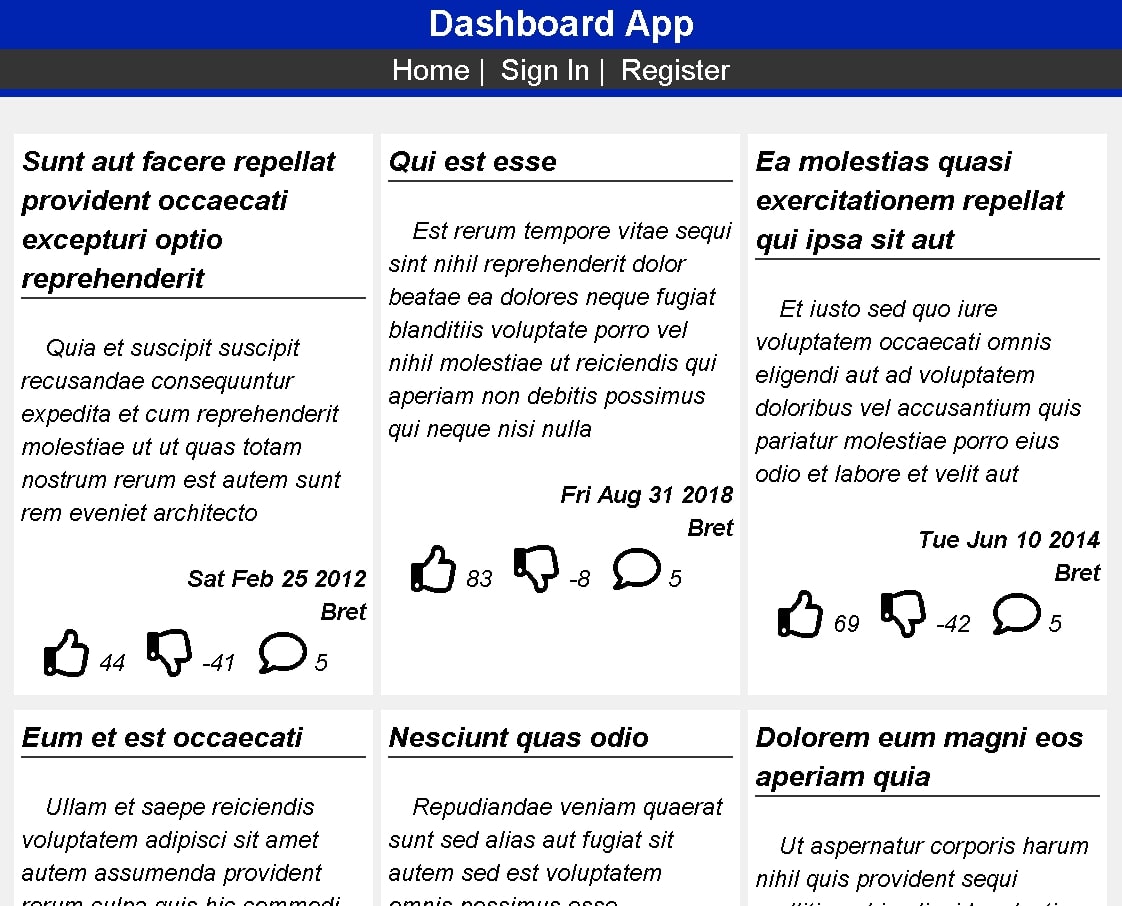 Dashboard App
Home | Sign In | Register
Sunt aut facere repellat
provident occaecati
excepturi optio
reprehenderit
Quia et suscipit suscipit
recusandae consequuntur
expedita et cum reprehenderit
molestiae ut ut quas totam
nostrum rerum est autem sunt
rem eveniet architecto
Sat Feb 25 2012
Bret
44 -41 5
Qui est esse
Est rerum tempore vitae sequi
sint nihil reprehenderit dolor
beatae ea dolores neque fugiat
blanditiis voluptate porro vel
nihil molestiae ut reiciendis qui
aperiam non debitis possimus
qui neque nisi nulla
Fri Aug 31 2018
Bret
83 -8 5
Ea molestias quasi
exercitationem repellat
qui ipsa sit aut
Et iusto sed quo iure
voluptatem occaecati omnis
eligendi aut ad voluptatem
doloribus vel accusantium quis
pariatur molestiae porro eius
odio et labore et velit aut
Tue Jun 10 2014
Bret
69 -42 5
Eum et est occaecati
Ullam et saepe reiciendis
voluptatem adipisci sit amet
autem assumenda provident
rerum culpa quis hic commodi
Nesciunt quas odio
Repudiandae veniam quaerat
sunt sed alias aut fugiat sit
autem sed est voluptatem
omnis possimus esse
Dolorem eum magni eos
aperiam quia
Ut aspernatur corporis harum
nihil quis provident sequi